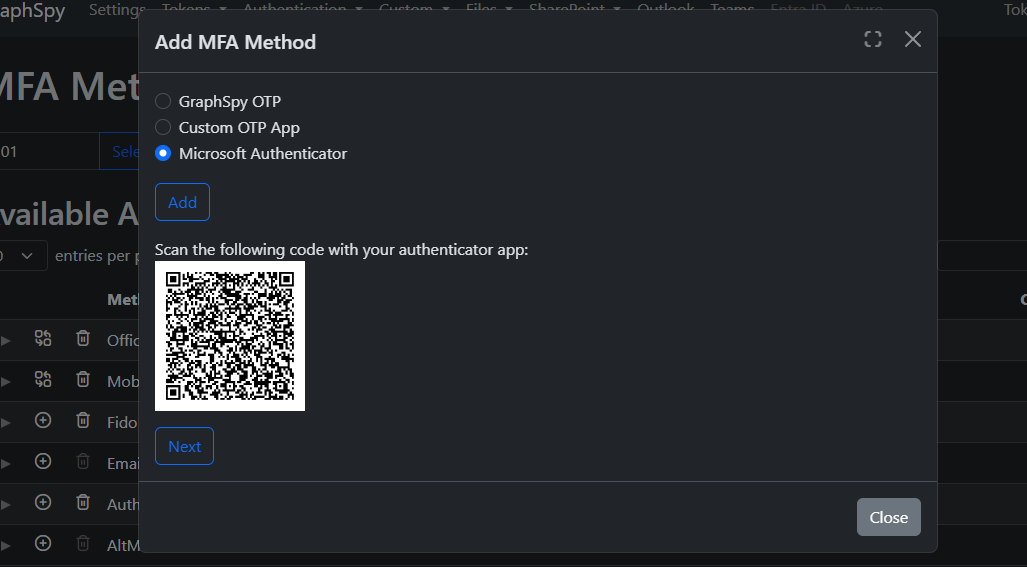 aphSpy Settings Tokens Authentication Custom Files SharePoint Outlook Teams Entra ID Azure Tok
Add MFA Method
MFA Met
GraphSpy OTP
Custom OTP App
01 Sele
Microsoft Authenticator
Add
vailable A
Scan the following code with your authenticator app:
0 entries per p
Met
Offic
Mob
Fido
Next
Emai
Auth
Close
AltM